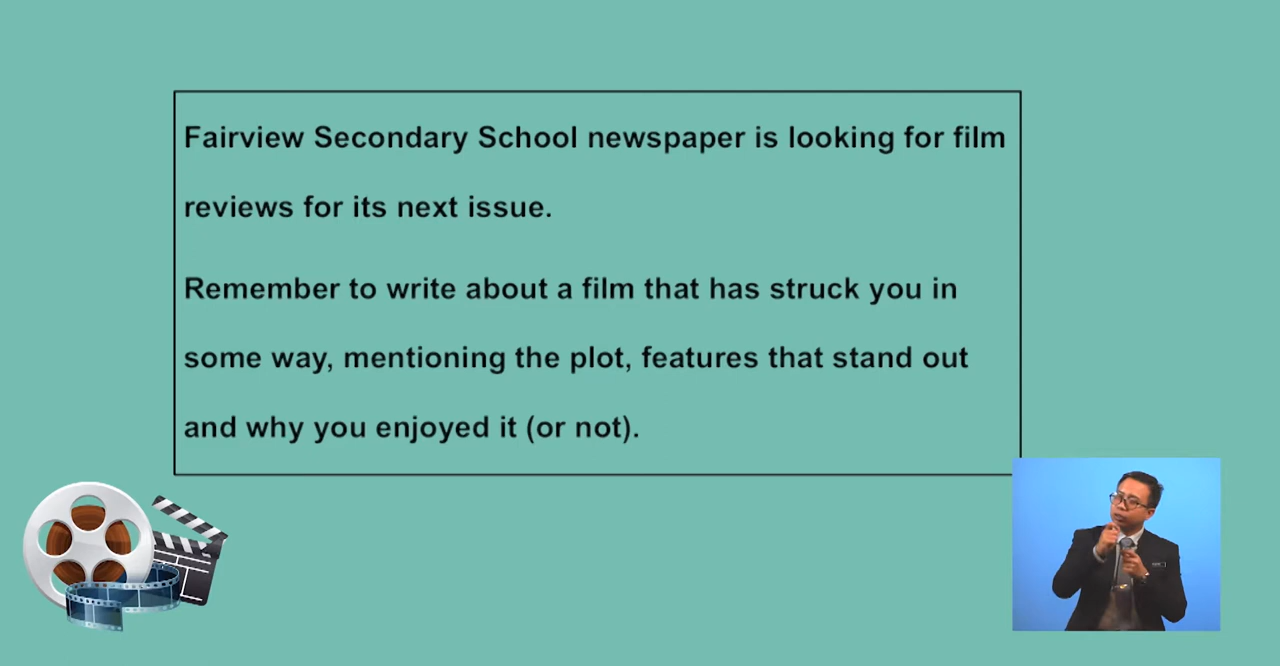 Fairview Secondary School newspaper is looking for film
reviews for its next issue.
Remember to write about a film that has struck you in
some way, mentioning the plot, features that stand out
and why you enjoyed it (or not).